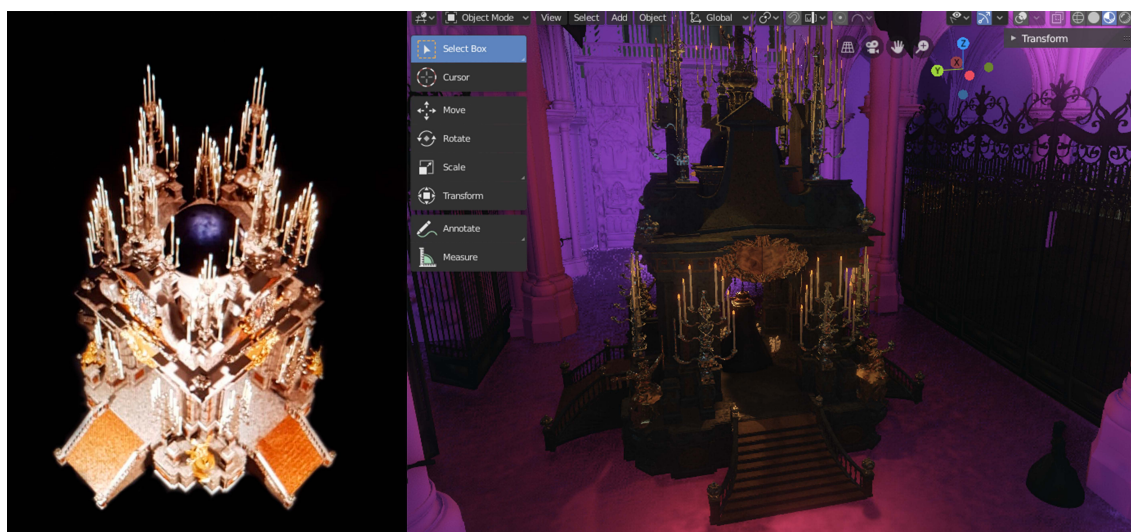 Object Mode View Select Add Object Global
Transform
Select Box
Cursor
Move
Rotate
Scale
Transform
Annotate
Measure
Z
X
Y